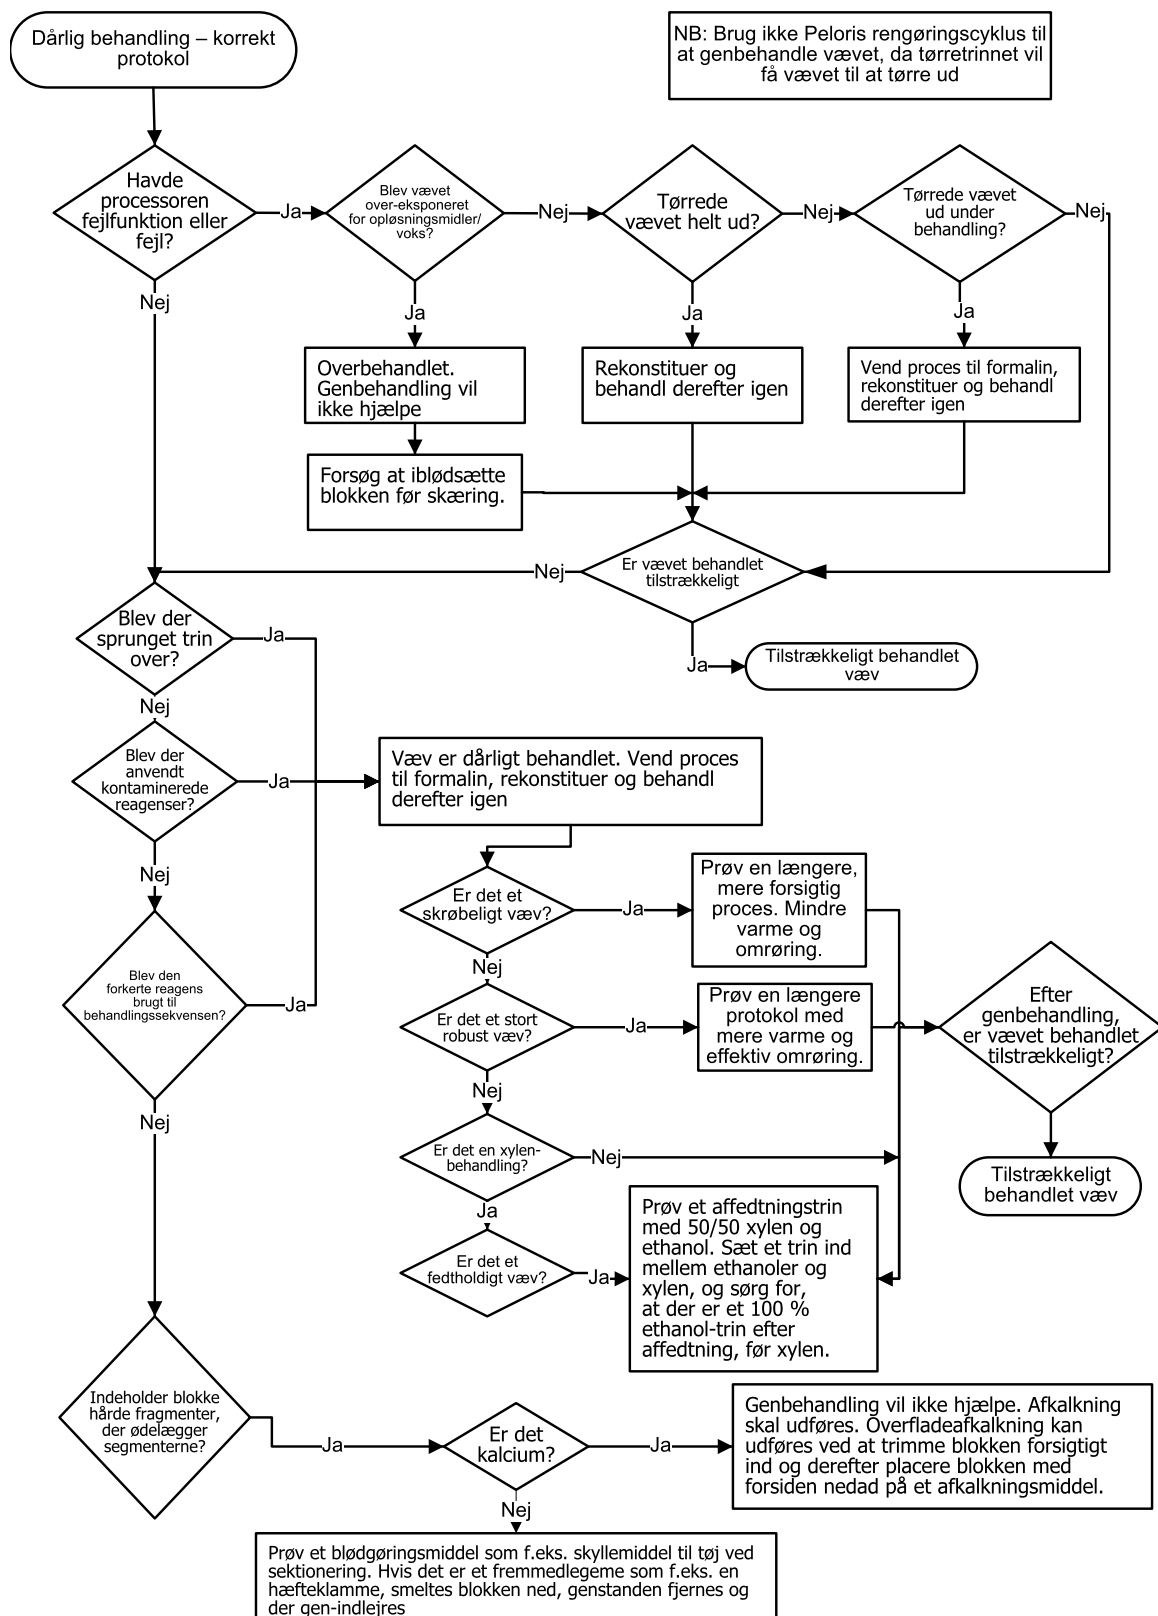 Dårlig behandling – korrekt
protokol
NB: Brug ikke Peloris rengøringscyklus til
at genbehandle vævet, da tørretrinnet vil
få vævet til at tørre ud
Havde
processoren
fejlfunktion eller
fejl?
Ja
Blev vævet
over-eksponeret
for opløsningsmidler/
voks?
Nej
Tørrede
vævet helt ud?
Nej
Tørrede vævet
ud under
behandling?
Nej
Nej
Ja
Ja
Ja
Overbehandlet.
Genbehandling vil
ikke hjælpe
Rekonstituer og
behandl derefter igen
Vend proces til formalin,
rekonstituer og behandl
derefter igen
Forsøg at iblødsætte
blokken før skæring.
Er vævet behandlet
tilstrækkeligt
Nej
Ja
Tilstrækkeligt behandlet
væv
Blev der
sprunget trin
over?
Ja
Nej
Blev der
anvendt
kontaminerede
reagenser?
Ja
Væv er dårligt behandlet. Vend proces
til formalin, rekonstituer og behandl
derefter igen
Nej
Blev den
forkerte reagens
brugt til
behandlingssekvensen?
Ja
Er det et
skrøbeligt væv?
Ja
Prøv en længere,
mere forsigtig
proces. Mindre
varme og
omrøring.
Nej
Er det et stort
robust væv?
Ja
Prøv en længere
protokol med
mere varme og
effektiv omrøring.
Efter
genbehandling,
er vævet behandlet
tilstrækkeligt?
Nej
Er det en xylen-
behandling?
Nej
Tilstrækkeligt
behandlet væv
Ja
Er det et
fedtholdigt væv?
Ja
Prøv et affedtningstrin
med 50/50 xylen og
ethanol. Sæt et trin ind
mellem ethanoler og
xylen, og sørg for,
at der er et 100 %
ethanol-trin efter
affedtning, før xylen.
Nej
Indeholder blokke
hårde fragmenter,
der ødelægger
segmenterne?
Ja
Er det
kalcium?
Ja
Genbehandling vil ikke hjælpe. Afkalkning
skal udføres. Overfladeafkalkning kan
udføres ved at trimme blokken forsigtigt
ind og derefter placere blokken med
forsiden nedad på et afkalkningsmiddel.
Nej
Prøv et blødgøringsmiddel som f.eks. skyllemiddel til tøj ved
sektionering. Hvis det er et fremmedlegeme som f.eks. en
hæfteklamme, smeltes blokken ned, genstanden fjernes og
der gen-indlejres